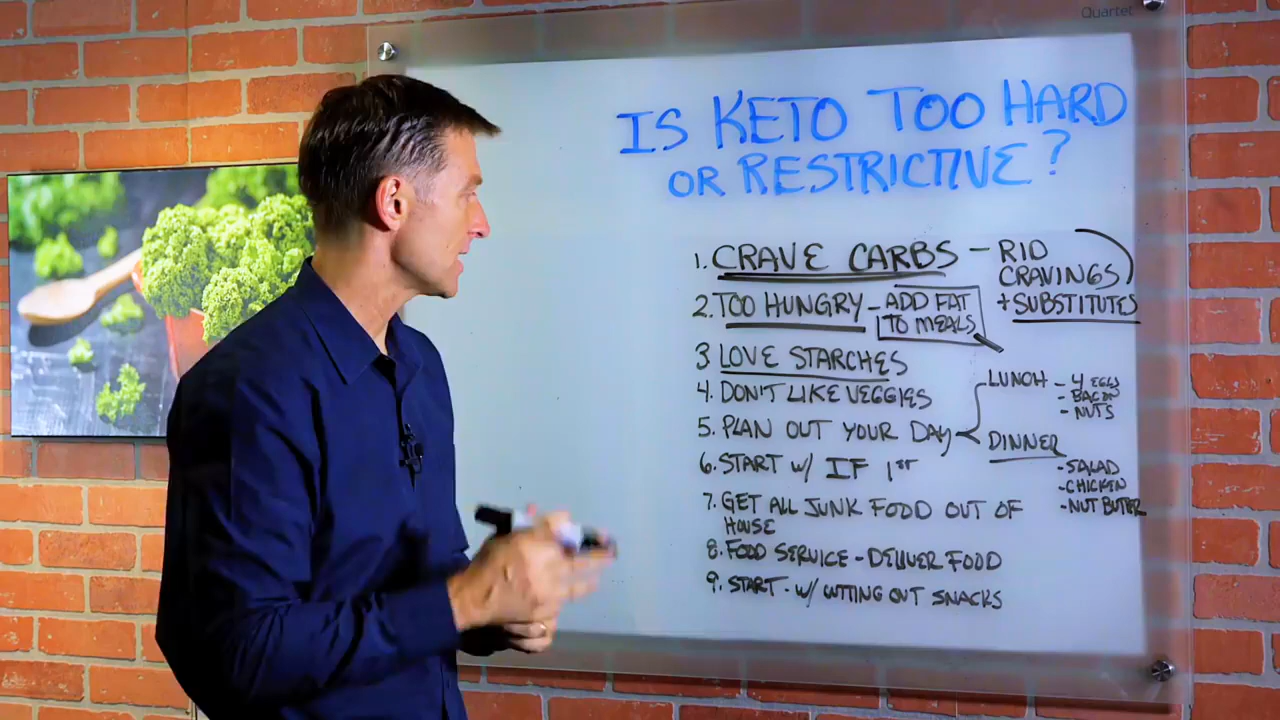 Quartet
IS KETO TOO HARD
OR RESTRICTIVE?
1. CRAVE CARBS - RID
CRAVINGS
+ SUBSTITUTES
2. TOO HUNGRY - ADD FAT
TO MEALS
3 LOVE STARCHES
4. DON'T LIKE VEGGIES
5. PLAN OUT YOUR DAY
LUNCH - 4 EGGS
- BACON
- NUTS
DINNER
- SALAD
- CHICKEN
- NUT BUTER
6. START W/ IF 1ST
7. GET ALL JUNK FOOD OUT OF
HOUSE
8. FOOD SERVICE - DELIVER FOOD
9. START - W/ CUTTING OUT SNACKS